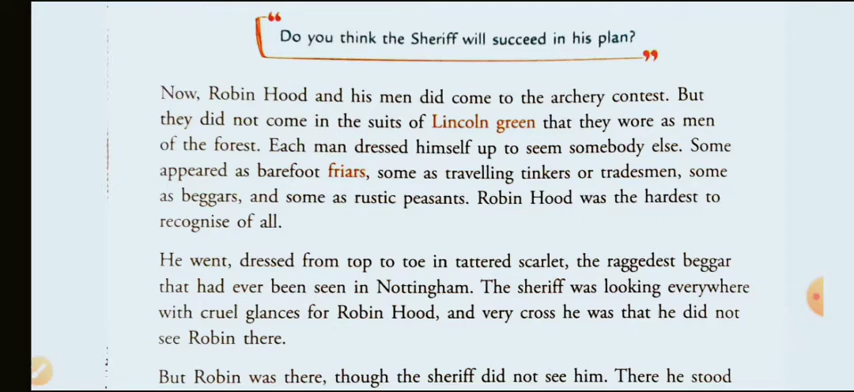 “
Do you think the Sheriff will succeed in his plan?
”
Now, Robin Hood and his men did come to the archery contest. But
they did not come in the suits of Lincoln green that they wore as men
of the forest. Each man dressed himself up to seem somebody else. Some
appeared as barefoot friars, some as travelling tinkers or tradesmen, some
as beggars, and some as rustic peasants. Robin Hood was the hardest to
recognise of all.
He went, dressed from top to toe in tattered scarlet, the raggedest beggar
that had ever been seen in Nottingham. The sheriff was looking everywhere
with cruel glances for Robin Hood, and very cross he was that he did not
see Robin there.
But Robin was there, though the sheriff did not see him. There he stood